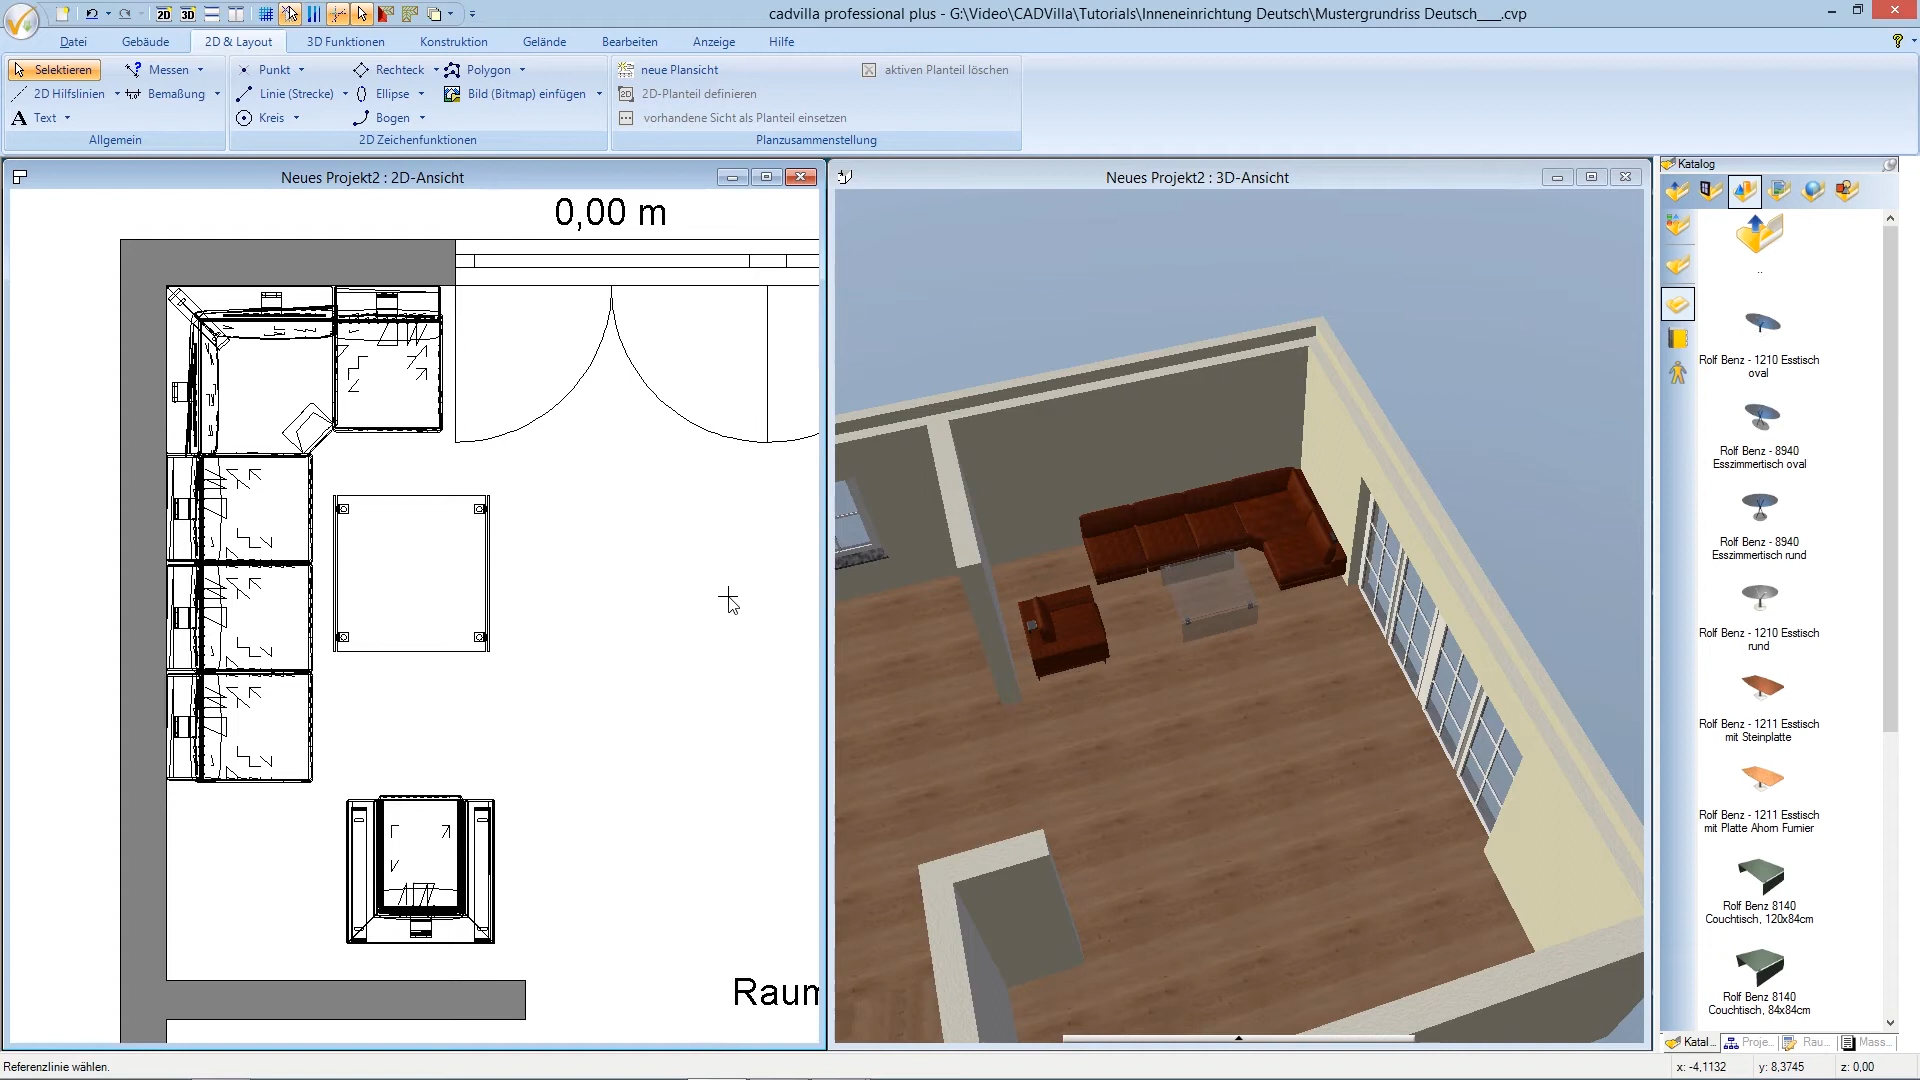 2D
3D
cadvilla professional plus - G:\Video\CADVilla\Tutorials\Inneneinrichtung Deutsch\Mustergrundriss Deutsch___.cvp
Datei
Gebäude
2D & Layout
3D Funktionen
Konstruktion
Gelände
Bearbeiten
Anzeige
Hilfe
Selektieren
Messen
Punkt
Rechteck
Polygon
neue Plansicht
aktiven Planteil löschen
2D Hilfslinien
Bemaßung
Linie (Strecke)
Ellipse
Bild (Bitmap) einfügen
2D-Planteil definieren
Text
Kreis
Bogen
vorhandene Sicht als Planteil einsetzen
Allgemein
2D Zeichenfunktionen
Planzusammenstellung
Neues Projekt2 : 2D-Ansicht
Neues Projekt2 : 3D-Ansicht
Katalog
0,00 m
Raum
..
Rolf Benz - 1210 Esstisch
oval
Rolf Benz - 8940
Esszimmertisch oval
Rolf Benz - 8940
Esszimmertisch rund
Rolf Benz - 1210 Esstisch
rund
Rolf Benz - 1211 Esstisch
mit Steinplatte
Rolf Benz - 1211 Esstisch
mit Platte Ahorn Furnier
Rolf Benz 8140
Couchtisch, 120x84cm
Rolf Benz 8140
Couchtisch, 84x84cm
Katal...
Proje...
Rau...
Mass...
Referenzlinie wählen.
x: -4,1132
y: 8,3745
z: 0,00